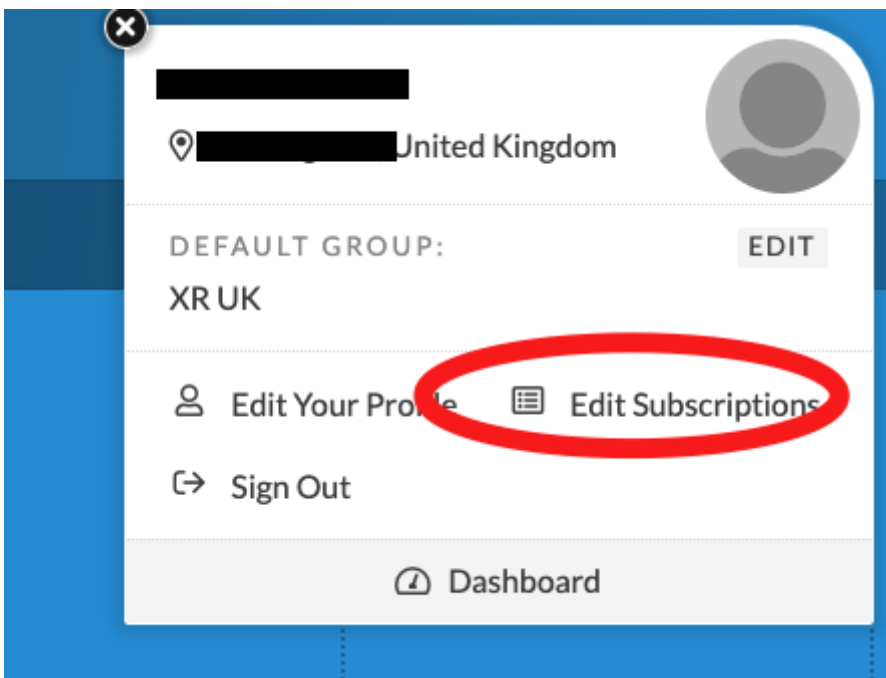 United Kingdom
DEFAULT GROUP:
EDIT
XR UK
Edit Your Profile
Edit Subscriptions
Sign Out
Dashboard